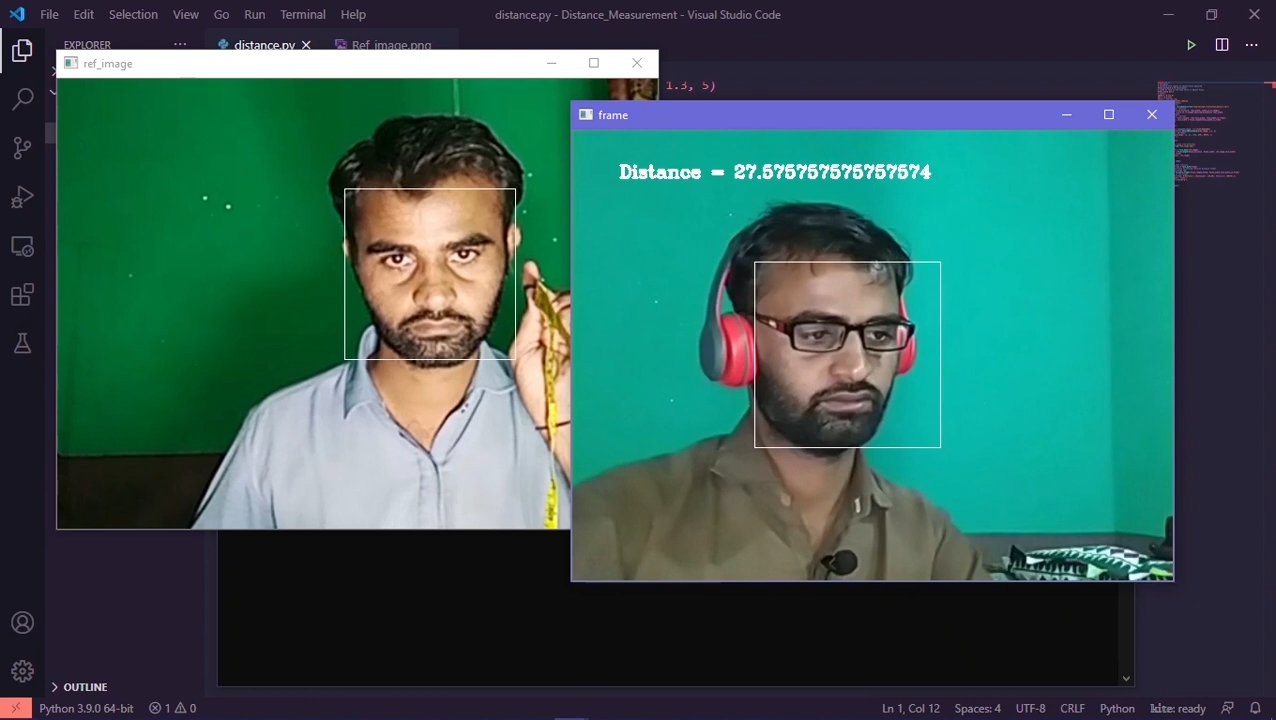 File Edit Selection View Go Run Terminal Help
distance.py - Distance_Measurement - Visual Studio Code
EXPLORER
distance.py
Ref_image.png
ref_image
1.3, 5)
frame
Distance = 27.575757575757574
OUTLINE
Python 3.9.0 64-bit
1
0
Ln 1, Col 12
Spaces: 4
UTF-8
CRLF
Python
kite: ready